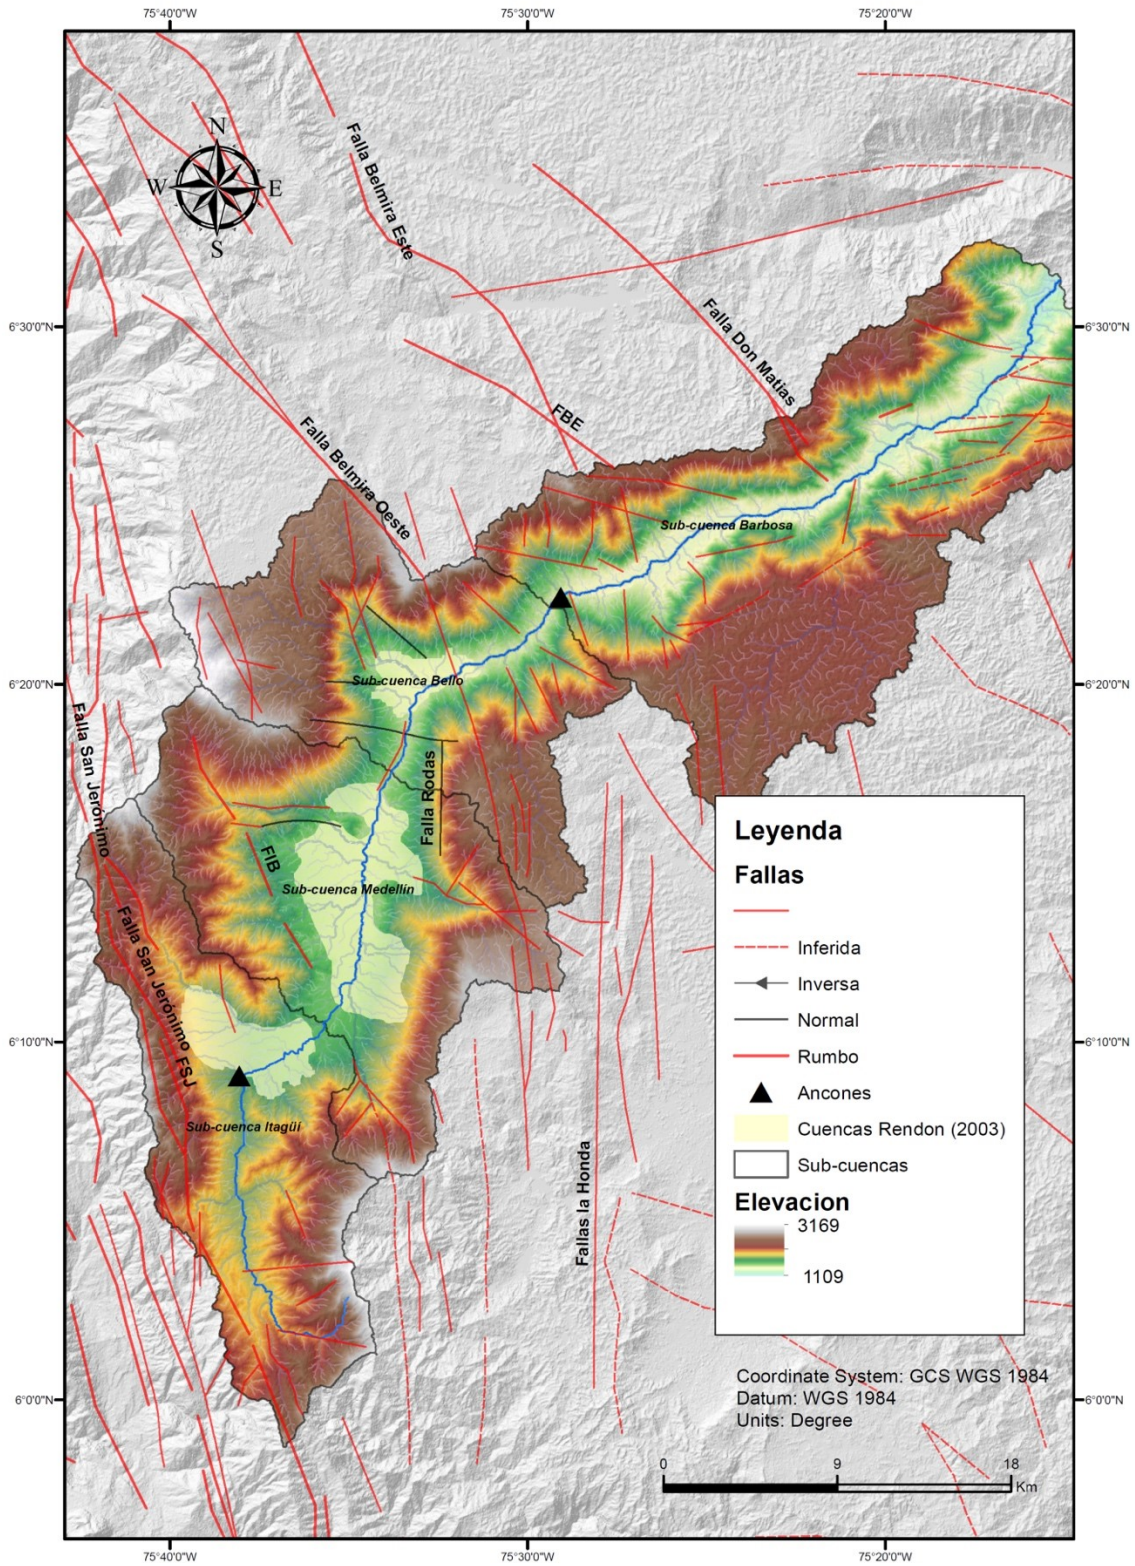 75°40'0"W
75°30'0"W
75°20'0"W
N
W
E
S
Falla Belmira Este
6°30'0"N
6°30'0"N
Falla Don Matias
FBE
Falla Belmira Oeste
Sub-cuenca Barbosa
6°20'0"N
6°20'0"N
Sub-cuenca Bello
Falla San Jerónimo
Falla Rodas
FIB
Sub-cuenca Medellín
Falla San Jerónimo FSJ
6°10'0"N
6°10'0"N
Sub-cuenca Itagüí
Fallas la Honda
6°0'0"N
6°0'0"N
Leyenda
Fallas
Inferida
Inversa
Normal
Rumbo
Ancones
Cuencas Rendon (2003)
Sub-cuencas
Elevacion
3169
1109
Coordinate System: GCS WGS 1984
Datum: WGS 1984
Units: Degree
0
9
18
Km
75°40'0"W
75°30'0"W
75°20'0"W